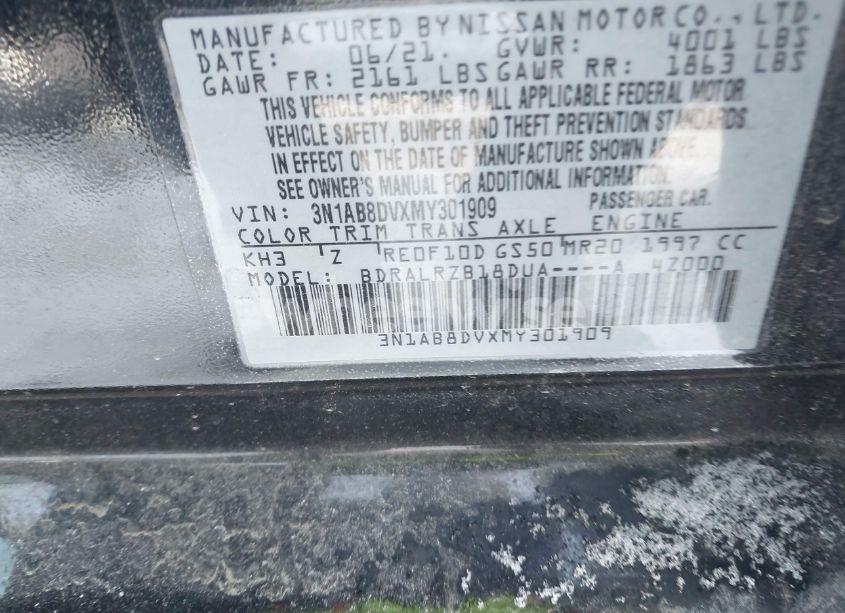 MANUFACTURED BY NISSAN MOTOR CO., LTD.
DATE: 06/21. GVWR: 4001 LBS
GAWR FR: 2161 LBS GAWR RR: 1863 LBS
THIS VEHICLE CONFORMS TO ALL APPLICABLE FEDERAL MOTOR
VEHICLE SAFETY, BUMPER AND THEFT PREVENTION STANDARDS
IN EFFECT ON THE DATE OF MANUFACTURE SHOWN ABOVE.
SEE OWNER'S MANUAL FOR ADDITIONAL INFORMATION.
VIN: 3N1AB8DVXMY301909 PASSENGER CAR.
COLOR TRIM TRANS AXLE ENGINE
KH3 Z RE0F10D GS50 MR20 1997 CC
MODEL: BDRALRZB18DUA----A 4Z000
3N1AB8DVXMY301909